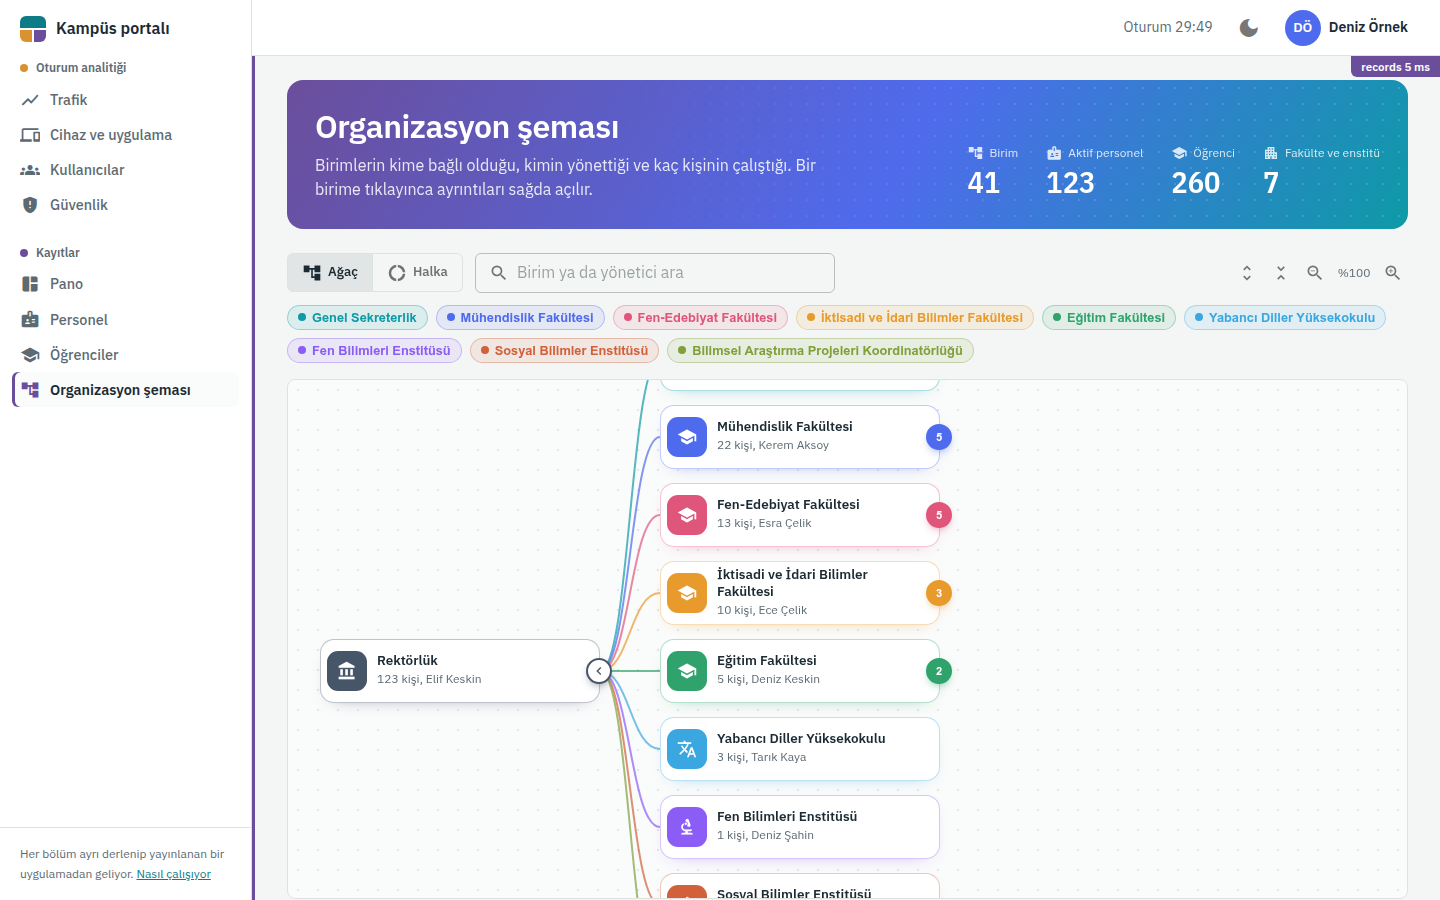 Kampüs portalı
Oturum analitiği
Trafik
Cihaz ve uygulama
Kullanıcılar
Güvenlik
Kayıtlar
Pano
Personel
Öğrenciler
Organizasyon şeması
Her bölüm ayrı derlenip yayınlanan bir
uygulamadan geliyor. Nasıl çalışıyor
Oturum 29:49
DÖ
Deniz Örnek
records 5 ms
Organizasyon şeması
Birimlerin kime bağlı olduğu, kimin yönettiği ve kaç kişinin çalıştığı. Bir
birime tıklayınca ayrıntıları sağda açılır.
Birim
41
Aktif personel
123
Öğrenci
260
Fakülte ve enstitü
7
Ağaç
Halka
Birim ya da yönetici ara
%100
Genel Sekreterlik
Mühendislik Fakültesi
Fen-Edebiyat Fakültesi
İktisadi ve İdari Bilimler Fakültesi
Eğitim Fakültesi
Yabancı Diller Yüksekokulu
Fen Bilimleri Enstitüsü
Sosyal Bilimler Enstitüsü
Bilimsel Araştırma Projeleri Koordinatörlüğü
Rektörlük
123 kişi, Elif Keskin
Mühendislik Fakültesi
22 kişi, Kerem Aksoy
5
Fen-Edebiyat Fakültesi
13 kişi, Esra Çelik
5
İktisadi ve İdari Bilimler
Fakültesi
10 kişi, Ece Çelik
3
Eğitim Fakültesi
5 kişi, Deniz Keskin
2
Yabancı Diller Yüksekokulu
3 kişi, Tarık Kaya
Fen Bilimleri Enstitüsü
1 kişi, Deniz Şahin
Sosyal Bilimler Enstitüsü